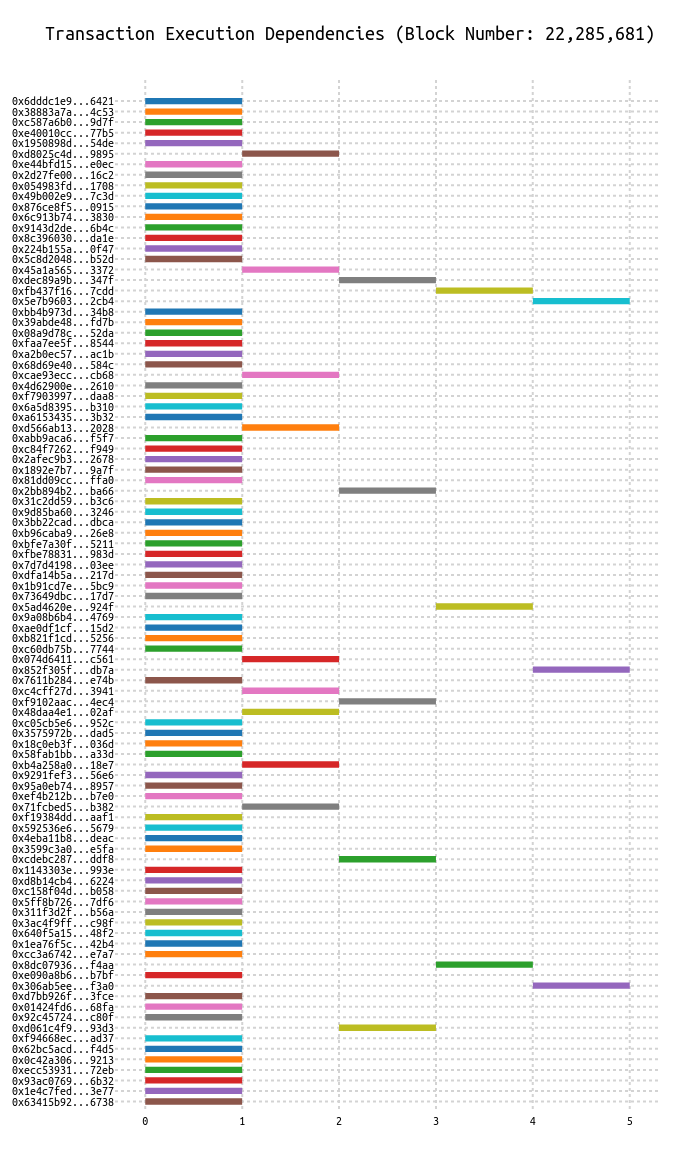 Transaction Execution Dependencies (Block Number: 22,285,681)
0x6dddc1e9...6421
0x38883a7a...4c53
0xc587a6b0...9d7f
0xe40010cc...77b5
0x1950898d...54de
0xd8025c4d...9895
0xe44bfd15...e0ec
0x2d27fe00...16c2
0x054983fd...1708
0x49b002e9...7c3d
0x876ce8f5...0915
0x6c913b74...3830
0x9143d2de...6b4c
0x8c396030...da1e
0x224b155a...0f47
0x5c8d2048...b52d
0x45a1a565...3372
0xdec89a9b...347f
0xfb437f16...7cdd
0x5e7b9603...2cb4
0xbb4b973d...34b8
0x39abde48...fd7b
0x08a9d78c...52da
0xfaa7ee5f...8544
0xa2b0ec57...ac1b
0x68d69e40...584c
0xcae93ecc...cb68
0x4d62900e...2610
0xf7903997...daa8
0x6a5d8395...b310
0xa6153435...3b32
0xd566ab13...2028
0xabb9aca6...f5f7
0xc84f7262...f949
0x2afec9b3...2678
0x1892e7b7...9a7f
0x81dd09cc...ffa0
0x2bb894b2...ba66
0x31c2dd59...b3c6
0x9d85ba60...3246
0x3bb22cad...dbca
0xb96caba9...26e8
0xbfe7a30f...5211
0xfbe78831...983d
0x7d7d4198...03ee
0xdfa14b5a...217d
0x1b91cd7e...5bc9
0x73649dbc...17d7
0x5ad4620e...924f
0x9a08b6b4...4769
0xae0df1cf...15d2
0xb821f1cd...5256
0xc60db75b...7744
0x074d6411...c561
0x852f305f...db7a
0x7611b284...e74b
0xc4cff27d...3941
0xf9102aac...4ec4
0x48daa4e1...02af
0xc05cb5e6...952c
0x3575972b...dad5
0x18c0eb3f...036d
0x58fab1bb...a33d
0xb4a258a0...18e7
0x9291fef3...56e6
0x95a0eb74...8957
0xef4b212b...b7e0
0x71fcbed5...b382
0xf19384dd...aaf1
0x592536e6...5679
0x4eba11b8...deac
0x3599c3a0...e5fa
0xcdebc287...ddf8
0x1143303e...993e
0xd8b14cb4...6224
0xc158f04d...b058
0x5ff8b726...7df6
0x311f3d2f...b56a
0x3ac4f9ff...c98f
0x640f5a15...48f2
0x1ea76f5c...42b4
0xcc3a6742...e7a7
0x8dc07936...f4aa
0xe090a8b6...b7bf
0x306ab5ee...f3a0
0xd7bb926f...3fce
0x01424fd6...68fa
0x92c45724...c80f
0xd061c4f9...93d3
0xf94668ec...ad37
0x62bc5acd...f4d5
0x0c42a306...9213
0xecc53931...72eb
0x93ac0769...6b32
0x1e4c7fed...3e77
0x63415b92...6738
0 1 2 3 4 5